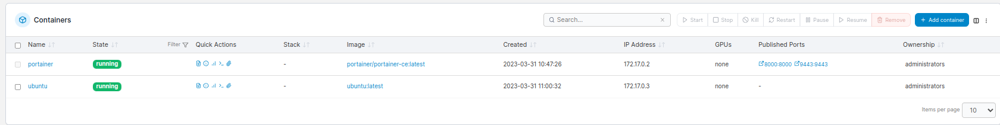 Containers Search... Start Stop Kill Restart Pause Resume Remove + Add container
Name State Filter Quick Actions Stack Image Created IP Address GPUs Published Ports Ownership
portainer running - portainer/portainer-ce:latest 2023-03-31 10:47:26 172.17.0.2 none 8000:8000 9443:9443 administrators
ubuntu running - ubuntu:latest 2023-03-31 11:00:32 172.17.0.3 none - administrators
Items per page 10